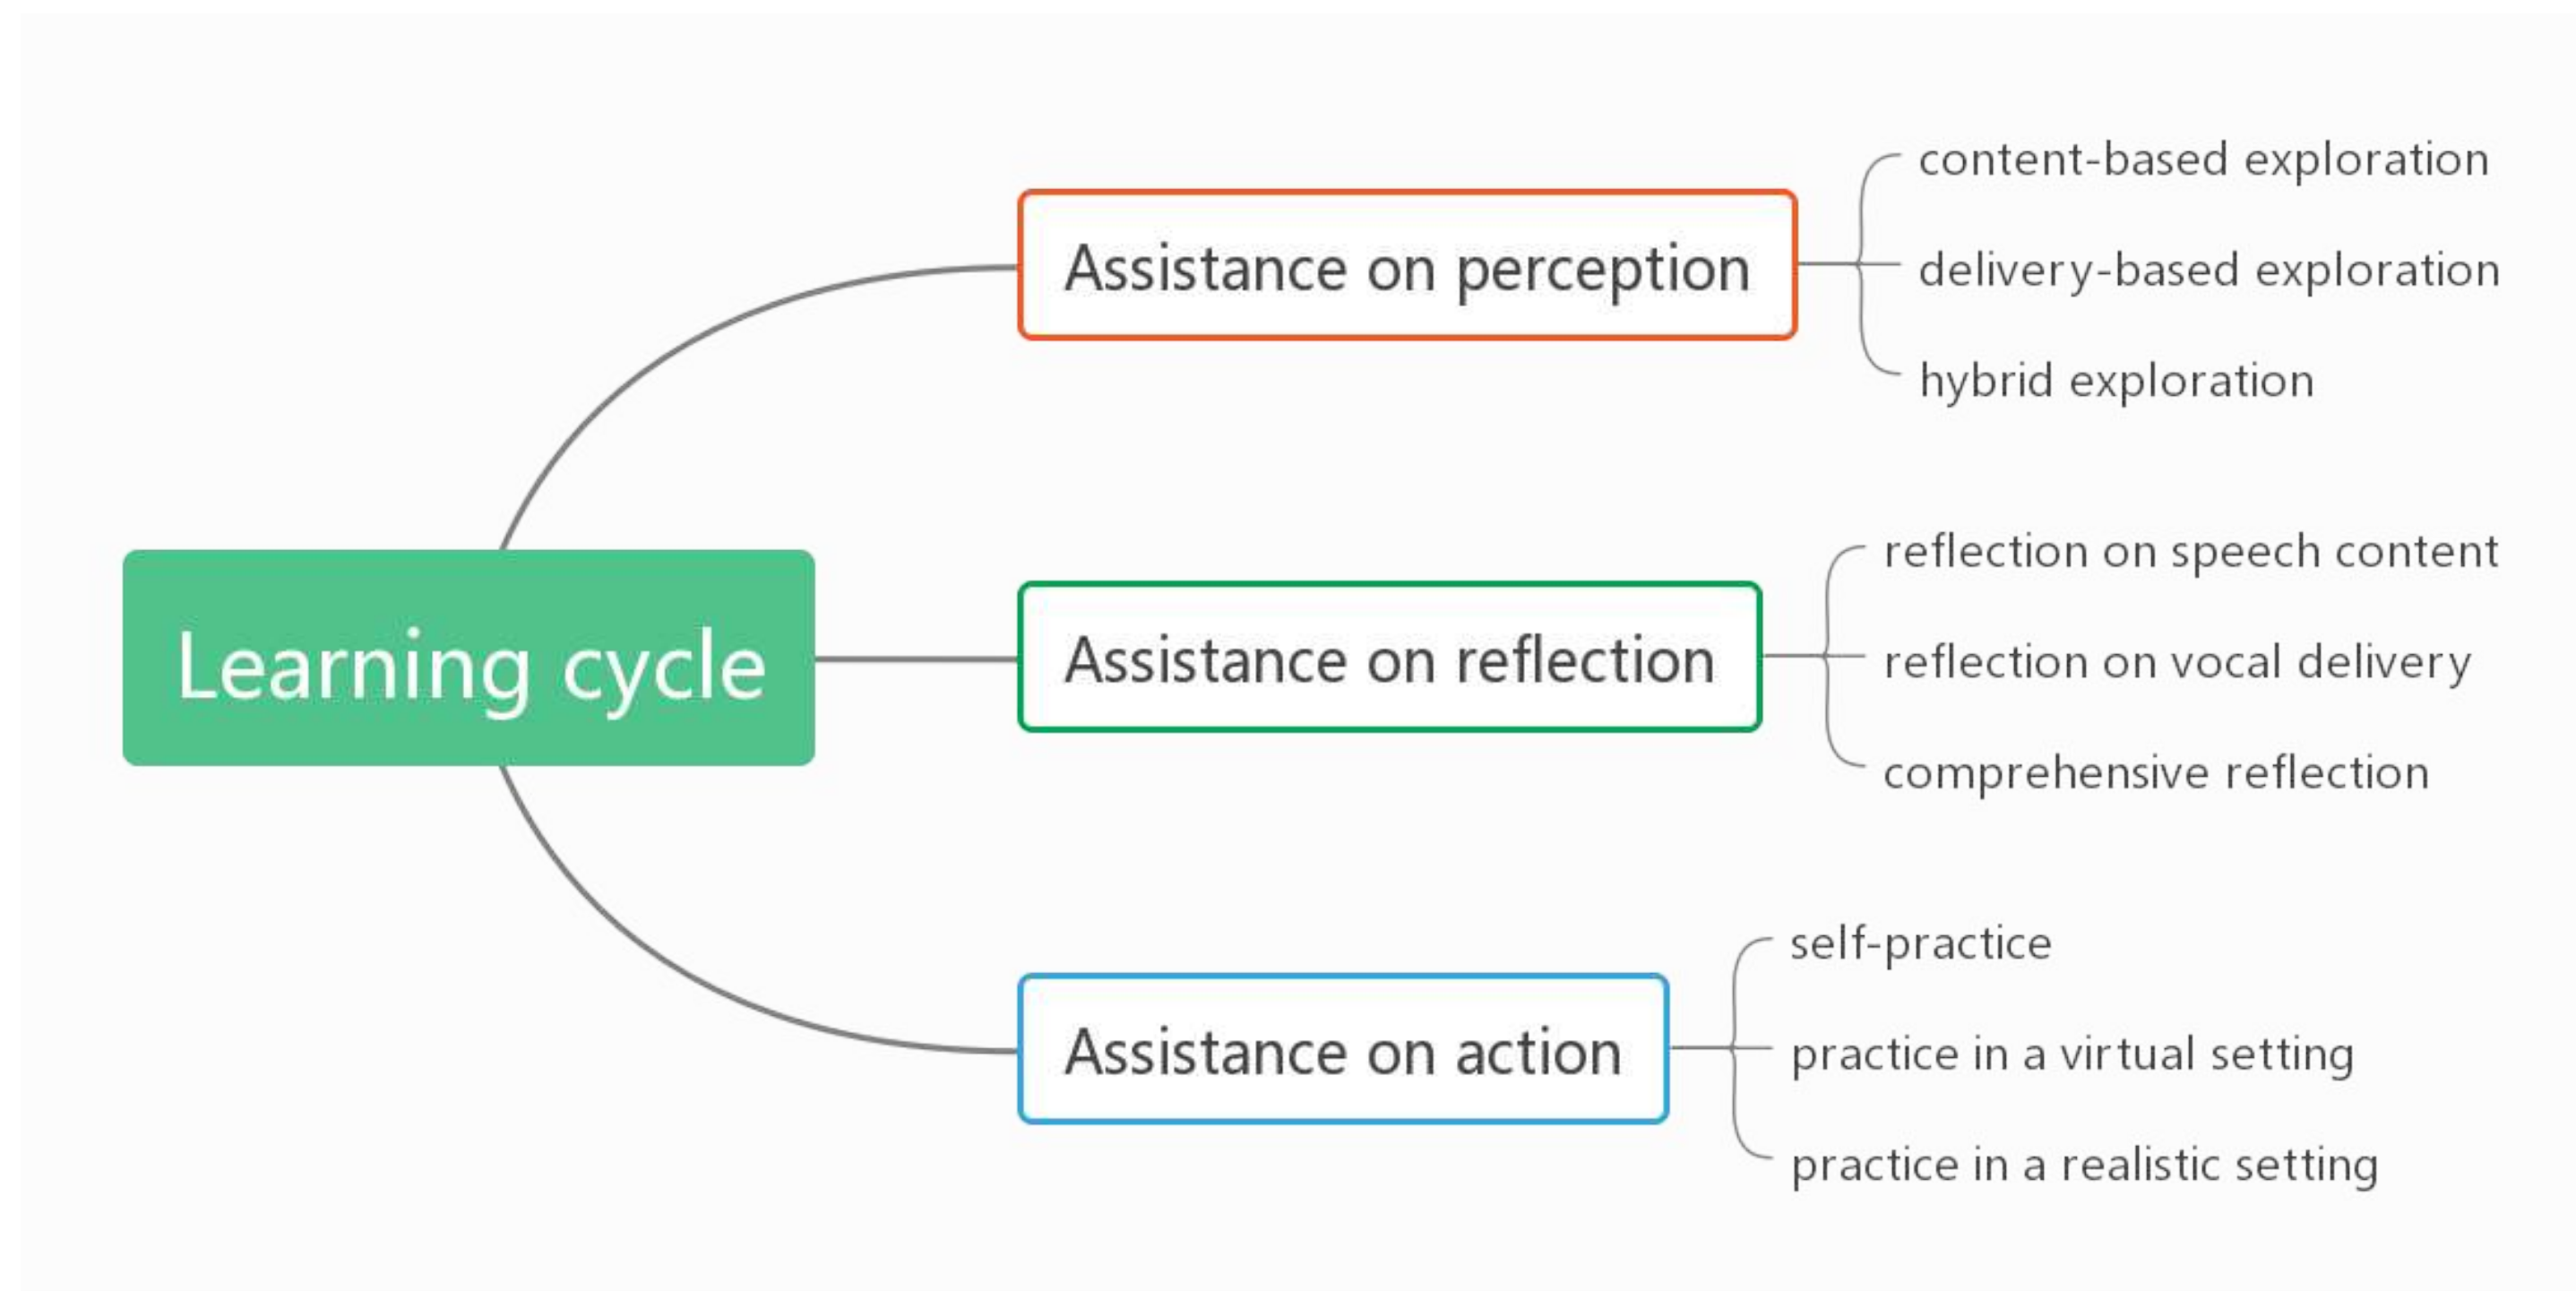 Learning cycle
Assistance on perception
content-based exploration
delivery-based exploration
hybrid exploration
Assistance on reflection
reflection on speech content
reflection on vocal delivery
comprehensive reflection
Assistance on action
self-practice
practice in a virtual setting
practice in a realistic setting